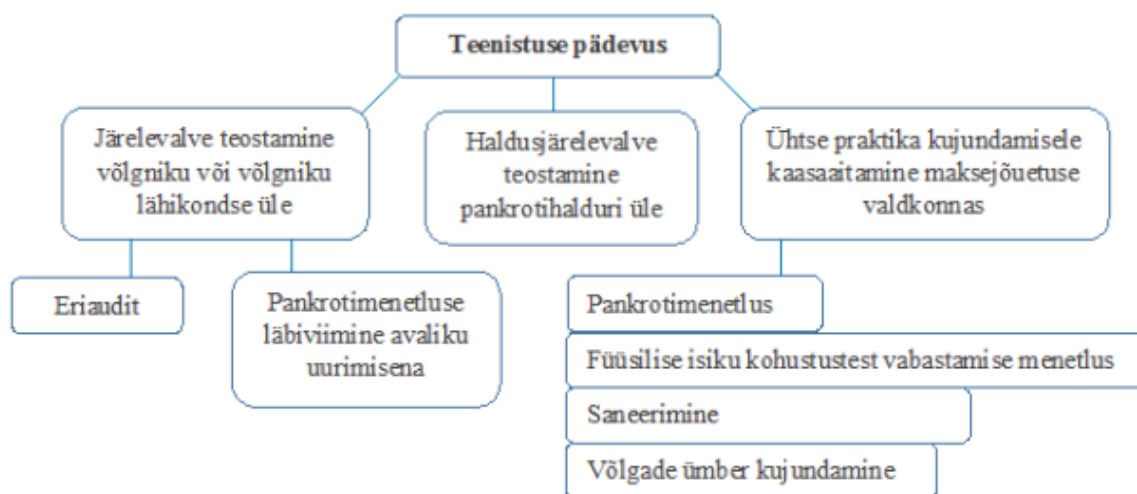 Teenistuse pädevus
Järelevalve teostamine
võlgniku või võlgniku
lähikondse üle
Haldusjärelevalve
teostamine
pankrotihalduri üle
Ühtse praktika kujundamisele
kaasaaitamine maksejõuetuse
valdkonnas
Eriaudit
Pankrotimenetluse
läbiviimine avaliku
uurimisena
Pankrotimenetlus
Füüsilise isiku kohustustest vabastamise menetlus
Saneerimine
Võlgade ümber kujundamine